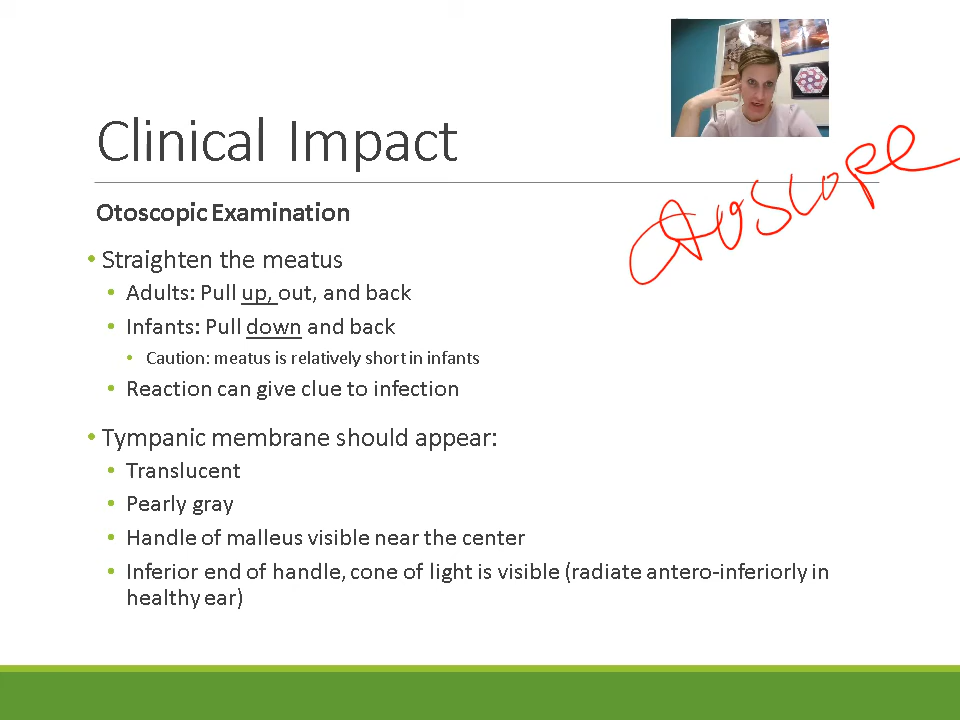 Clinical Impact
otoscope
Otoscopic Examination
• Straighten the meatus
• Adults: Pull up, out, and back
• Infants: Pull down and back
• Caution: meatus is relatively short in infants
• Reaction can give clue to infection
• Tympanic membrane should appear:
• Translucent
• Pearly gray
• Handle of malleus visible near the center
• Inferior end of handle, cone of light is visible (radiate antero-inferiorly in
healthy ear)